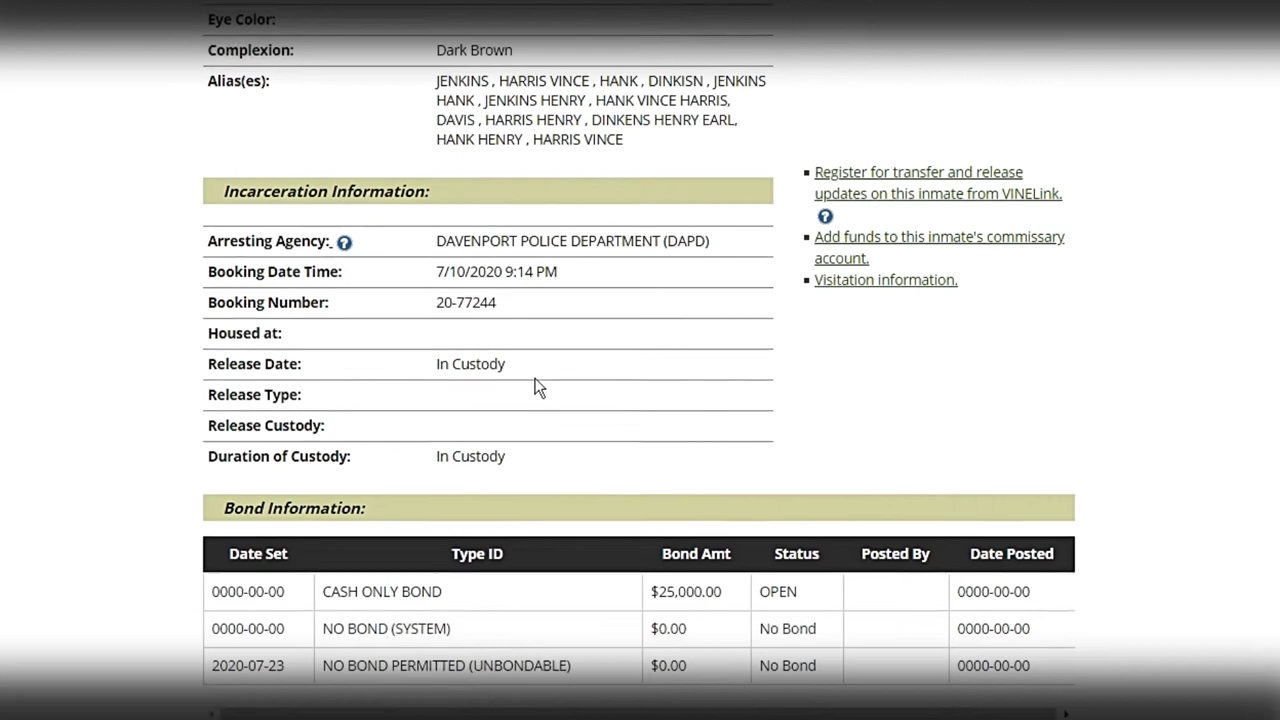 Eye Color:
Complexion: Dark Brown
Alias(es): JENKINS , HARRIS VINCE , HANK , DINKISN , JENKINS
HANK , JENKINS HENRY , HANK VINCE HARRIS,
DAVIS , HARRIS HENRY , DINKENS HENRY EARL,
HANK HENRY , HARRIS VINCE
Register for transfer and release
updates on this inmate from VINELink.
?
Add funds to this inmate's commissary
account.
Visitation information.
Incarceration Information:
Arresting Agency: ? DAVENPORT POLICE DEPARTMENT (DAPD)
Booking Date Time: 7/10/2020 9:14 PM
Booking Number: 20-77244
Housed at:
Release Date: In Custody
Release Type:
Release Custody:
Duration of Custody: In Custody
Bond Information:
Date Set Type ID Bond Amt Status Posted By Date Posted
0000-00-00 CASH ONLY BOND $25,000.00 OPEN 0000-00-00
0000-00-00 NO BOND (SYSTEM) $0.00 No Bond 0000-00-00
2020-07-23 NO BOND PERMITTED (UNBONDABLE) $0.00 No Bond 0000-00-00